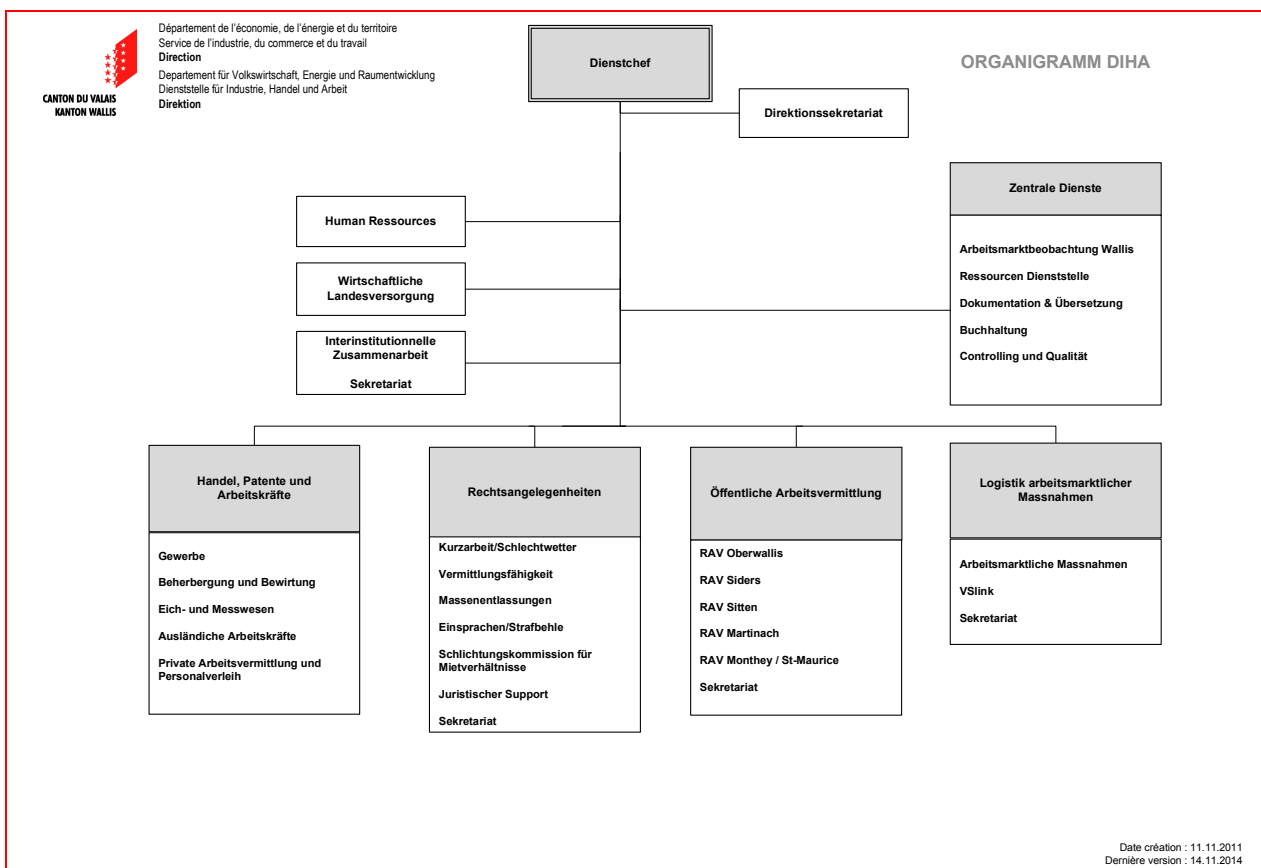 Département de l'économie, de l'énergie et du territoire
Service de l'industrie, du commerce et du travail
Direction
Departement für Volkswirtschaft, Energie und Raumentwicklung
Dienststelle für Industrie, Handel und Arbeit
Direktion
CANTON DU VALAIS
KANTON WALLIS
Dienstchef
ORGANIGRAMM DIHA
Direktionssekretariat
Human Ressources
Wirtschaftliche
Landesversorgung
Interinstitutionnelle
Zusammenarbeit
Sekretariat
Zentrale Dienste
Arbeitsmarktbeobachtung Wallis
Ressourcen Dienststelle
Dokumentation & Übersetzung
Buchhaltung
Controlling und Qualität
Handel, Patente und
Arbeitskräfte
Gewerbe
Beherbergung und Bewirtung
Eich- und Messwesen
Ausländiche Arbeitskräfte
Private Arbeitsvermittlung und
Personalverleih
Rechtsangelegenheiten
Kurzarbeit/Schlechtwetter
Vermittlungsfähigkeit
Massenentlassungen
Einsprachen/Strafbehle
Schlichtungskommission für
Mietverhältnisse
Juristischer Support
Sekretariat
Öffentliche Arbeitsvermittlung
RAV Oberwallis
RAV Siders
RAV Sitten
RAV Martinach
RAV Monthey / St-Maurice
Sekretariat
Logistik arbeitsmarktlicher
Massnahmen
Arbeitsmarktliche Massnahmen
VSlink
Sekretariat
Date création : 11.11.2011
Dernière version : 14.11.2014